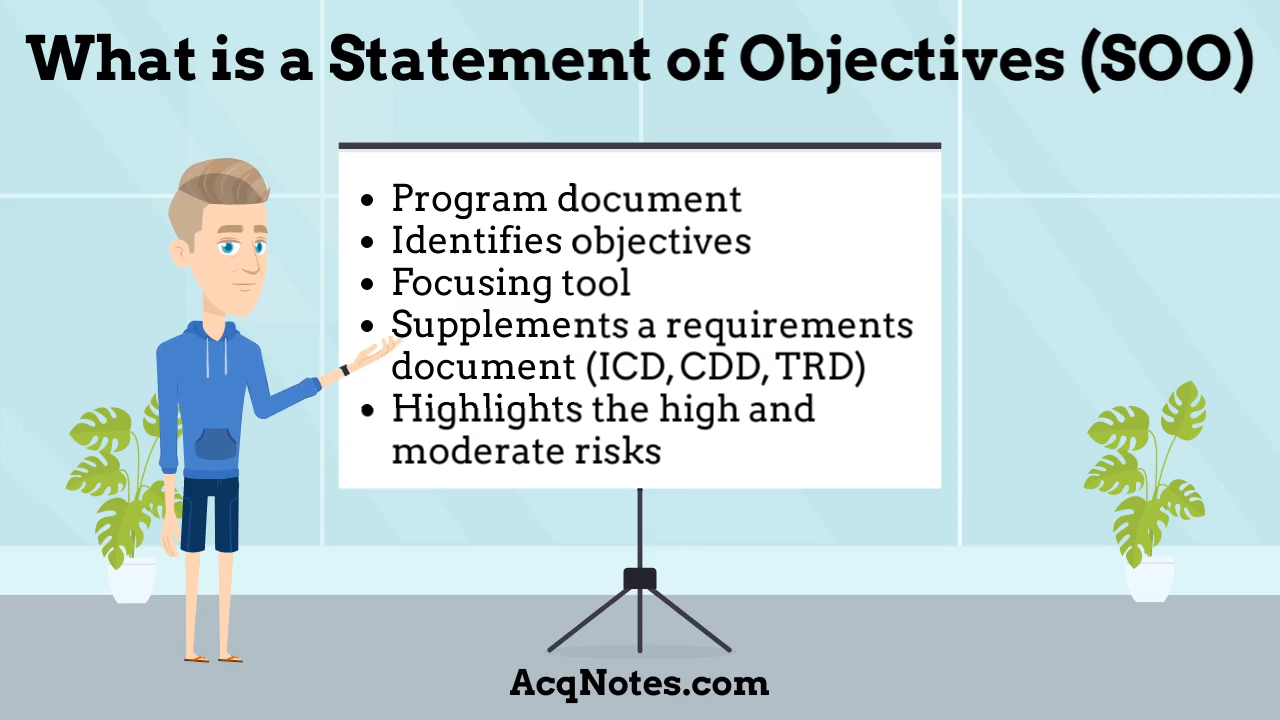 What is a Statement of Objectives (SOO)
• Program document
• Identifies objectives
• Focusing tool
• Supplements a requirements
document (ICD, CDD, TRD)
• Highlights the high and
moderate risks
AcqNotes.com